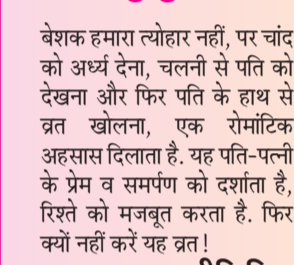 बेशक हमारा त्योहार नहीं, पर चांद
को अर्ध्य देना, चलनी से पति को
देखना और फिर पति के हाथ से
व्रत खोलना, एक रोमांटिक
अहसास दिलाता है. यह पति-पत्नी
के प्रेम व समर्पण को दर्शाता है,
रिश्ते को मजबूत करता है. फिर
क्यों नहीं करें यह व्रत!